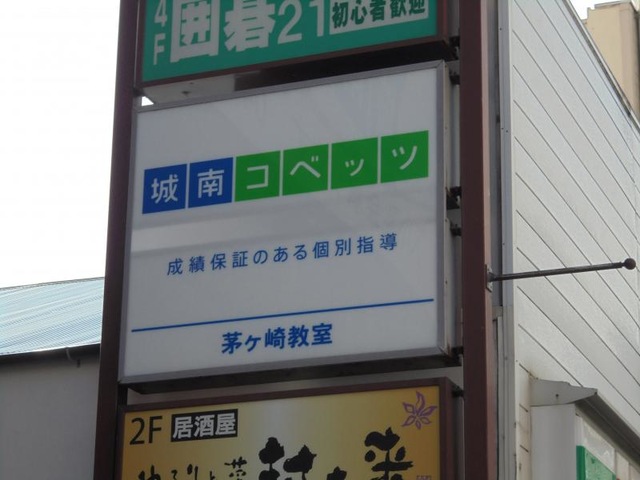 4F 囲碁21 初心者歓迎
城南コベッツ
成績保証のある個別指導
茅ヶ崎教室
2F 居酒屋